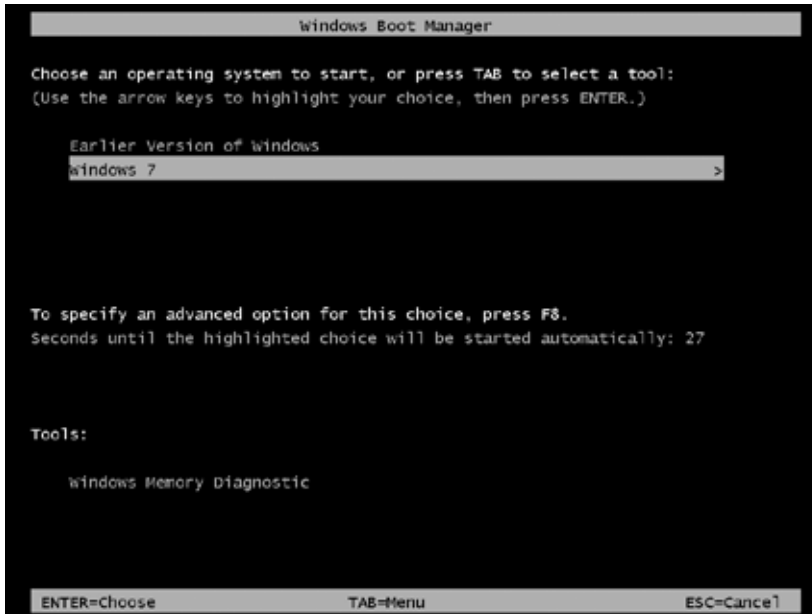 Windows Boot Manager
Choose an operating system to start, or press TAB to select a tool:
(Use the arrow keys to highlight your choice, then press ENTER.)
Earlier Version of Windows
Windows 7 >
To specify an advanced option for this choice, press F8.
Seconds until the highlighted choice will be started automatically: 27
Tools:
Windows Memory Diagnostic
ENTER=Choose TAB=Menu ESC=Cancel